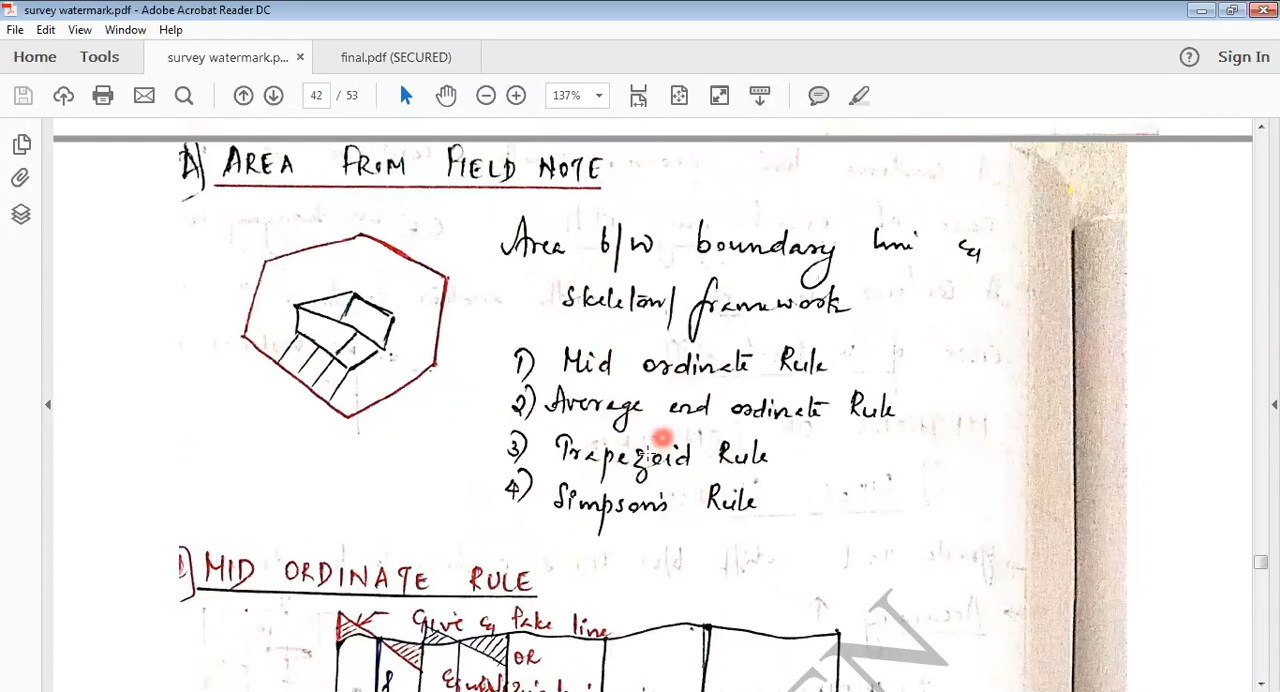 survey watermark.pdf - Adobe Acrobat Reader DC
File Edit View Window Help
Home Tools survey watermark.p... × final.pdf (SECURED) ? Sign In
42 / 53 137%
A) AREA FROM FIELD NOTE
Area b/w boundary line &
skeleton/ framework
1) Mid ordinate Rule
2) Average end ordinate Rule
3) Trapezoid Rule
4) Simpson's Rule
1) MID ORDINATE RULE
Give & Take line
OR